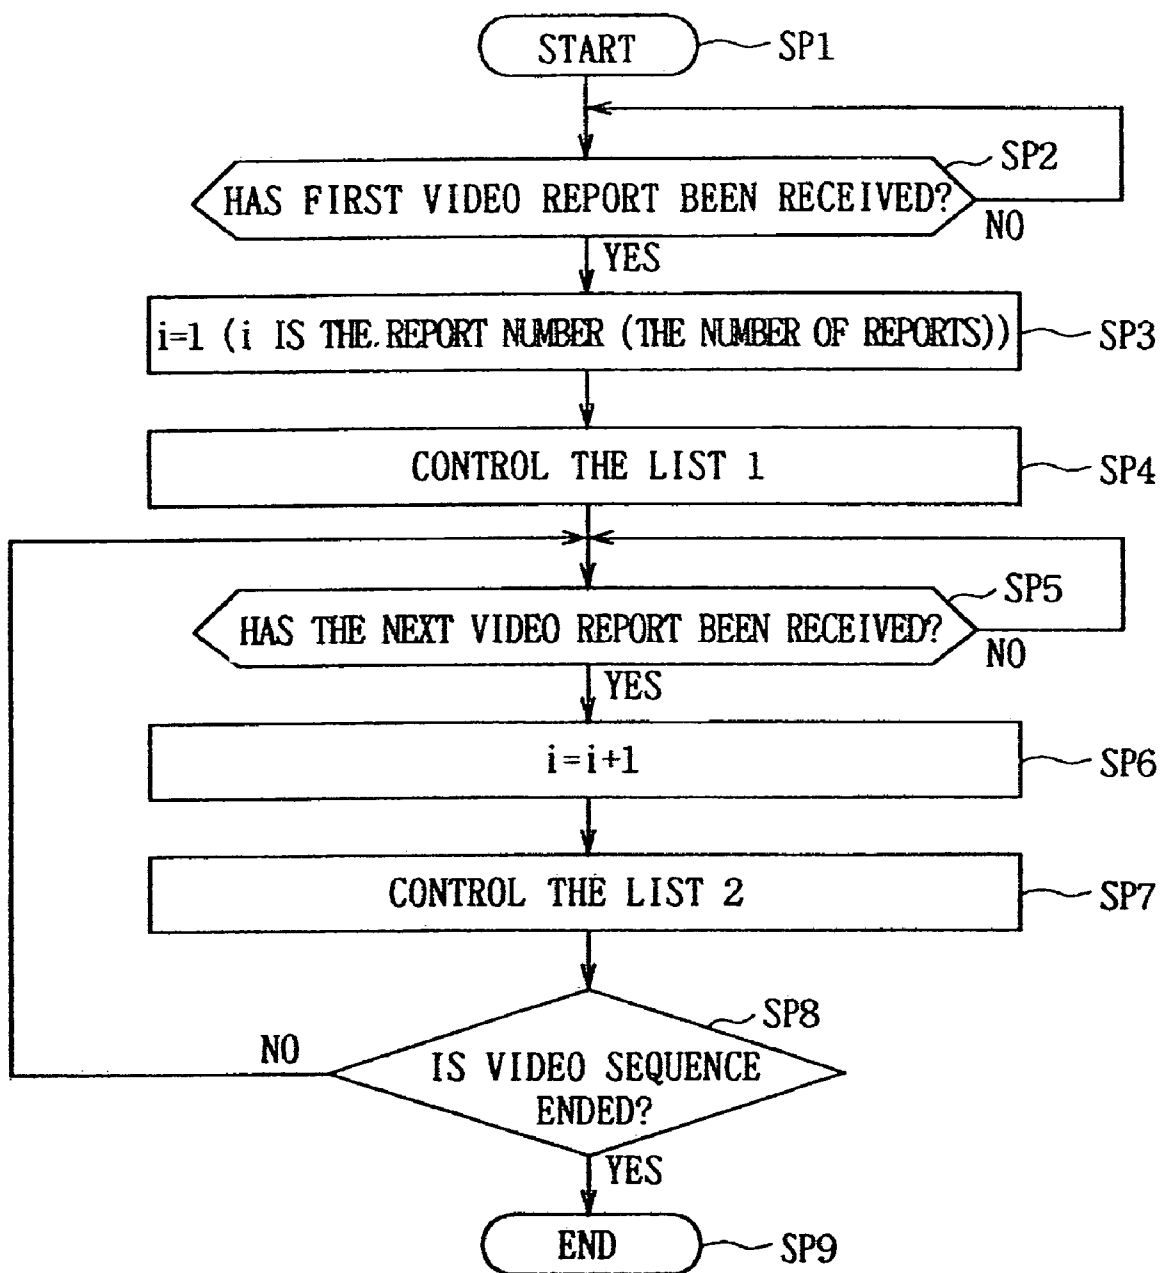 START
SP1
SP2
HAS FIRST VIDEO REPORT BEEN RECEIVED?
NO
YES
i=1 (i IS THE.REPORT NUMBER (THE NUMBER OF REPORTS))
SP3
CONTROL THE LIST 1
SP4
SP5
HAS THE NEXT VIDEO REPORT BEEN RECEIVED?
NO
YES
i=i+1
SP6
CONTROL THE LIST 2
SP7
SP8
NO
IS VIDEO SEQUENCE
ENDED?
YES
END
SP9